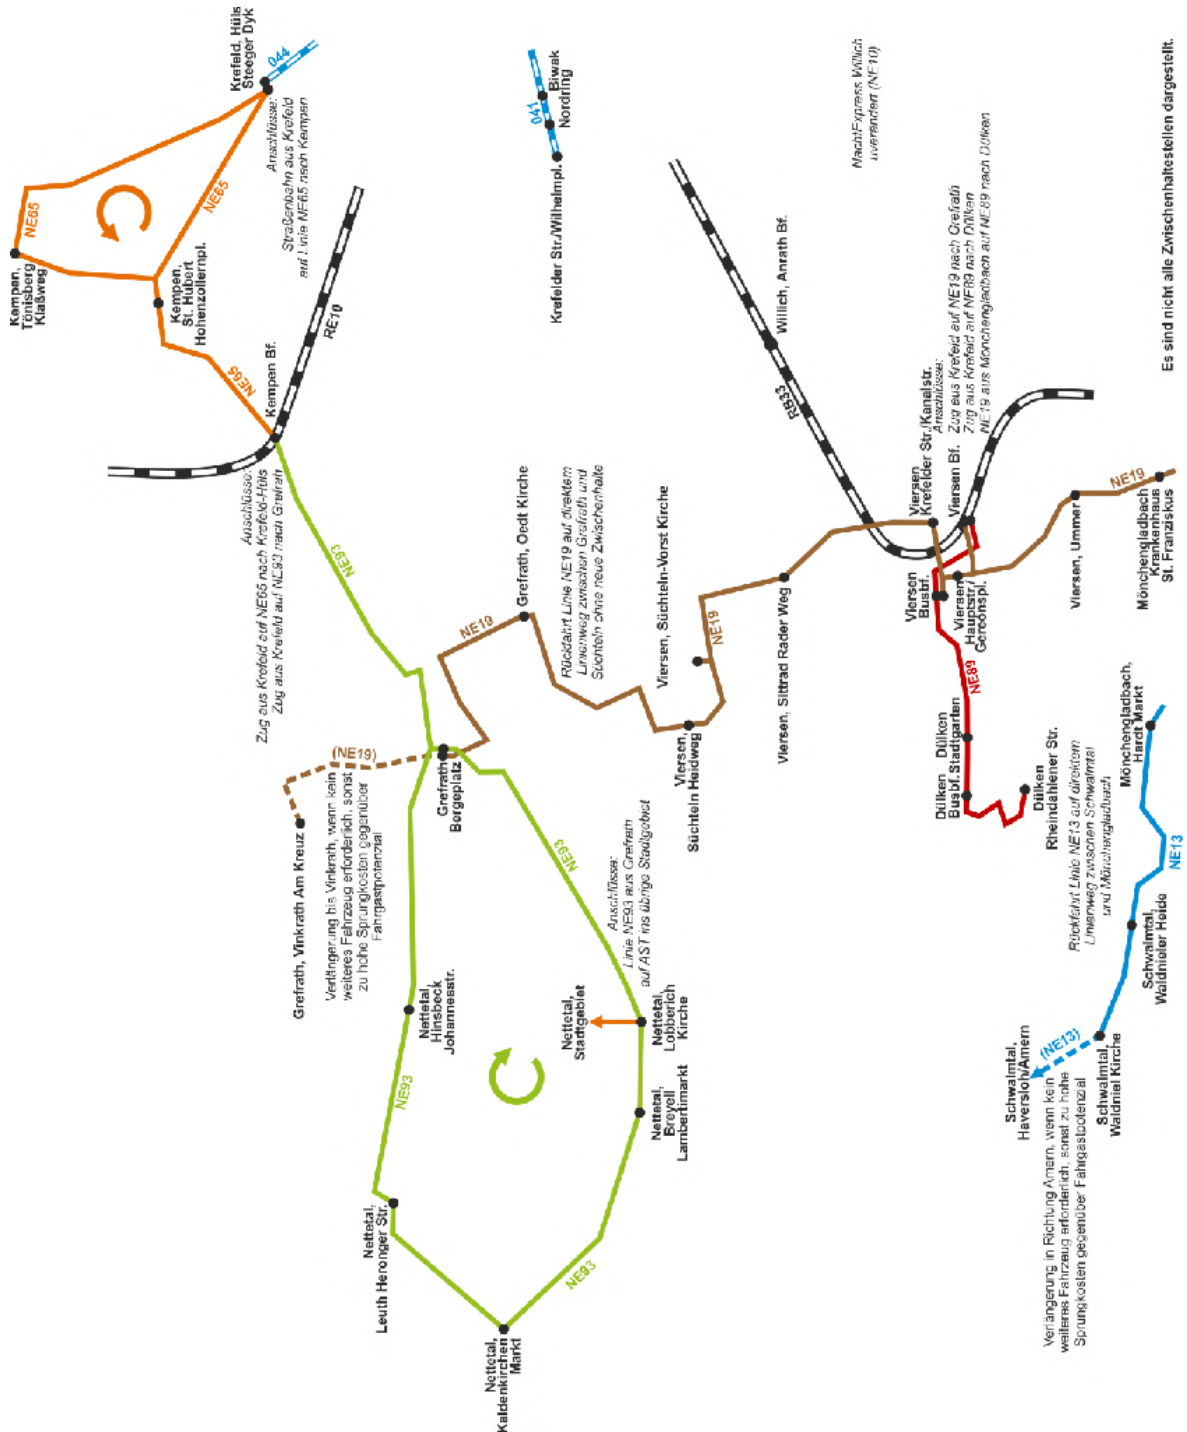 Kempen,
Tönisberg
Klaßweg
NE65
Krefeld, Hüls
Steeger Dyk
044
NE65
Anschlüsse:
Straßenbahn aus Krefeld
auf Linie NE65 nach Kempen
Kempen,
St. Hubert
Hohenzollernpl.
NE65
Kempen Bf.
RE10
Anschlüsse:
Zug aus Krefeld auf NE65 nach Krefeld-Hüls
Zug aus Krefeld auf NE93 nach Grefrath
NE93
041
Biwak
Nordring
Krefelder Str./Wilhelmpl.
Grefrath, Vinkrath Am Kreuz
(NE19)
Verlängerung bis Vinkrath, wenn kein
weiteres Fahrzeug erforderlich, sonst
zu hohe Sprungkosten gegenüber
Fahrgastpotenzial
Grefrath
Bergeplatz
NE19
Grefrath, Oedt Kirche
Rückfahrt Linie NE19 auf direktem
Linienweg zwischen Grefrath und
Süchteln ohne neue Zwischenhalte
NE93
Nettetal,
Hinsbeck
Johannesstr.
NE93
Nettetal,
Leuth Heronger Str.
Nettetal,
Kaldenkirchen
Markt
NE93
Nettetal,
Breyell
Lambertimarkt
Nettetal,
Lobberich
Kirche
Nettetal,
Stadtgebiet
Anschlüsse:
Linie NE93 aus Grefrath
auf AST ins übrige Stadtgebiet
Viersen, Süchteln-Vorst Kirche
NE19
Viersen,
Süchteln Heidweg
Viersen, Sittrad Rader Weg
RB33
Willich, Anrath Bf.
NachtExpress Willich
uverändert (NE10)
Viersen
Krefelder Str./Kanalstr.
Viersen Bf.
Anschlüsse:
Zug aus Krefeld auf NE19 nach Grefrath
Zug aus Krefeld auf NE89 nach Dülken
NE19 aus Mönchengladbach auf NE89 nach Dülken
Viersen
Busbf.
Viersen
Hauptstr./
Gereonspl.
NE89
Dülken
Stadtgarten
Dülken
Busbf.
Dülken
Rheindahlener Str.
Viersen, Ummer
NE19
Mönchengladbach
Krankenhaus
St. Franziskus
Mönchengladbach,
Hardt Markt
Rückfahrt Linie NE13 auf direktem
Linienweg zwischen Schwalmtal
und Mönchengladbach
NE13
Schwalmtal,
Waldnieler Heide
Schwalmtal,
Waldniel Kirche
(NE13)
Schwalmtal,
Haversloh/Amern
Verlängerung in Richtung Amern, wenn kein
weiteres Fahrzeug erforderlich, sonst zu hohe
Sprungkosten gegenüber Fahrgastpotenzial
Es sind nicht alle Zwischenhaltestellen dargestellt.